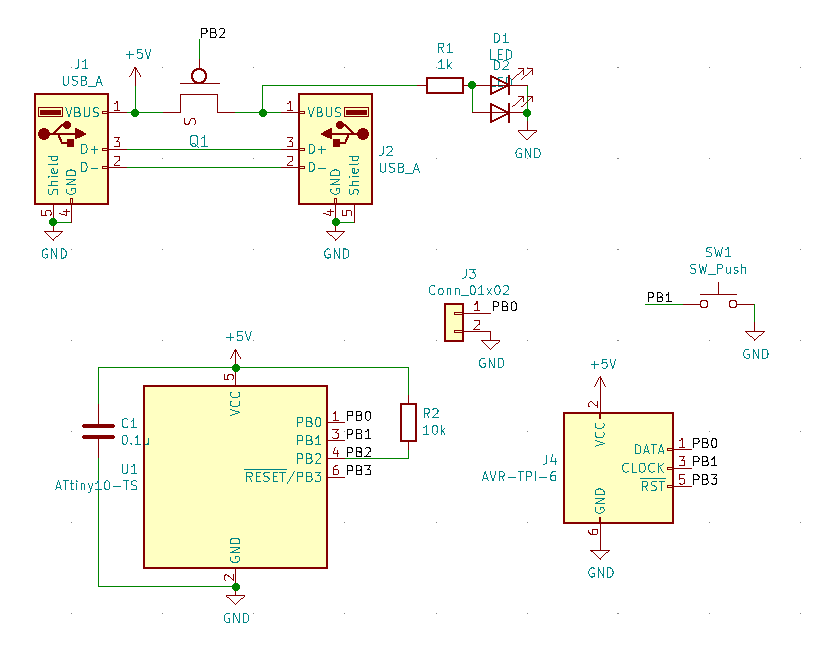 PB2
D1
LED
D2
LED
R1
1k
+5V
J1
USB_A
VBUS 1
1 VBUS
S
Q1
D+ 3
3 D+
D- 2
2 D-
J2
USB_A
Shield
GND
GND
Shield
5
4
4
5
GND
GND
GND
SW1
SW_Push
PB1
GND
J3
Conn_01x02
1 PB0
2
GND
+5V
5
VCC
C1
0.1u
U1
ATtiny10-TS
PB0 1 PB0
PB1 3 PB1
PB2 4 PB2
RESET/PB3 6 PB3
R2
10k
GND
2
GND
+5V
2
VCC
J4
AVR-TPI-6
DATA 1 PB0
CLOCK 3 PB1
RST 5 PB3
GND
6
GND